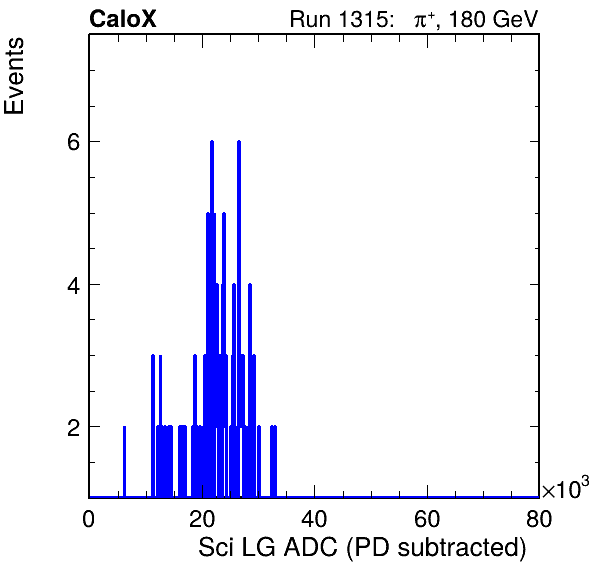 CaloX Run 1315: π⁺, 180 GeV
Events
6
4
2
×10³
0 20 40 60 80
Sci LG ADC (PD subtracted)